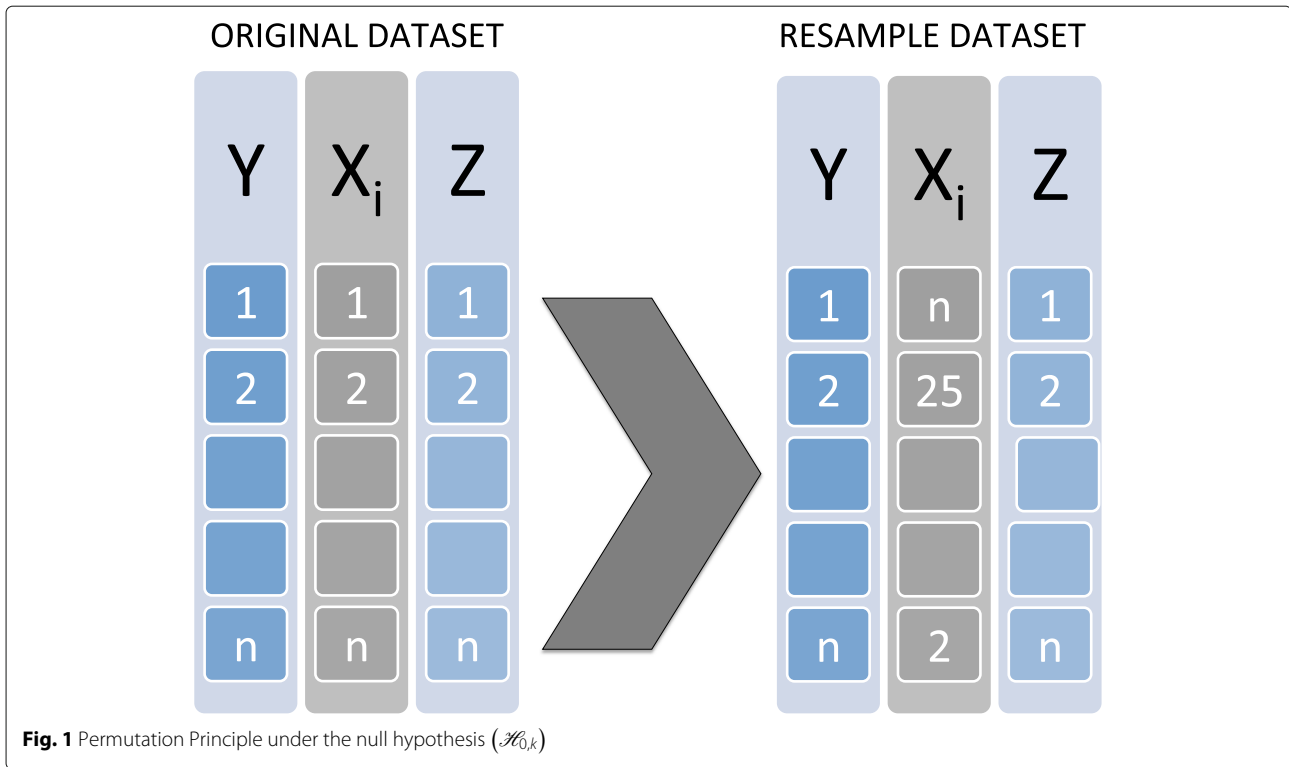 ORIGINAL DATASET RESAMPLE DATASET
Y Xi Z Y Xi Z
1 1 1 1 n 1
2 2 2 2 25 2
n n n n 2 n
Fig. 1 Permutation Principle under the null hypothesis (ℋ0,k)